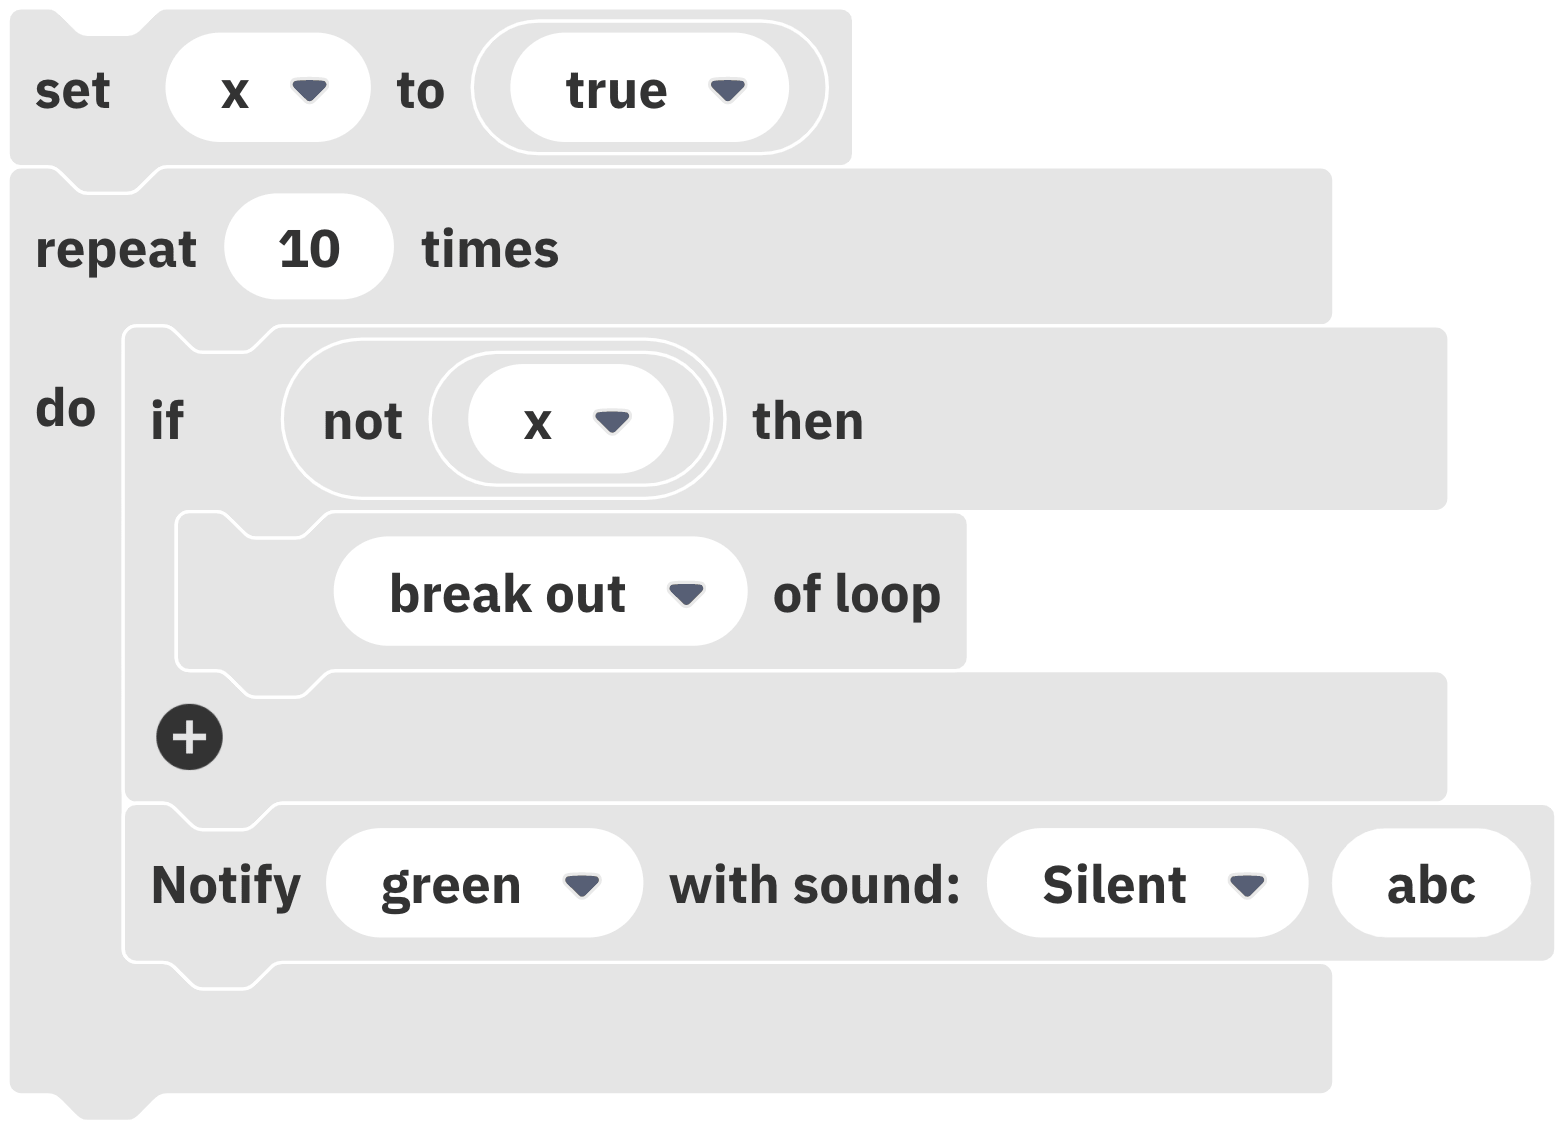 set x to true
repeat 10 times
do if not x then
break out of loop
Notify green with sound: Silent abc